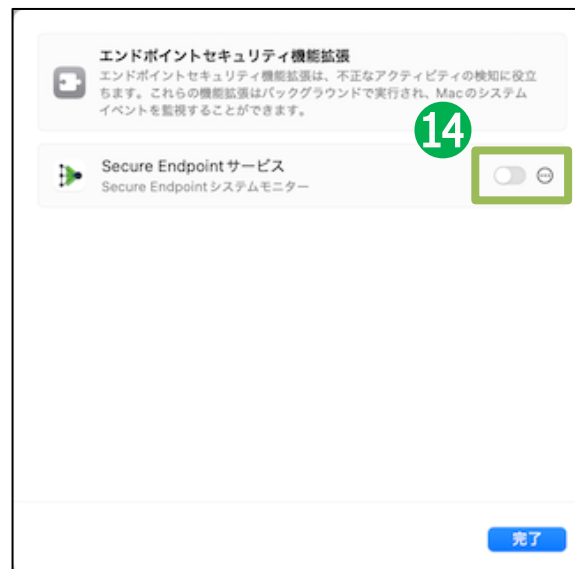 エンドポイントセキュリティ機能拡張
エンドポイントセキュリティ機能拡張は、不正なアクティビティの検知に役立
ちます。これらの機能拡張はバックグラウンドで実行され、Macのシステム
イベントを監視することができます。
14
Secure Endpointサービス
Secure Endpointシステムモニター
完了